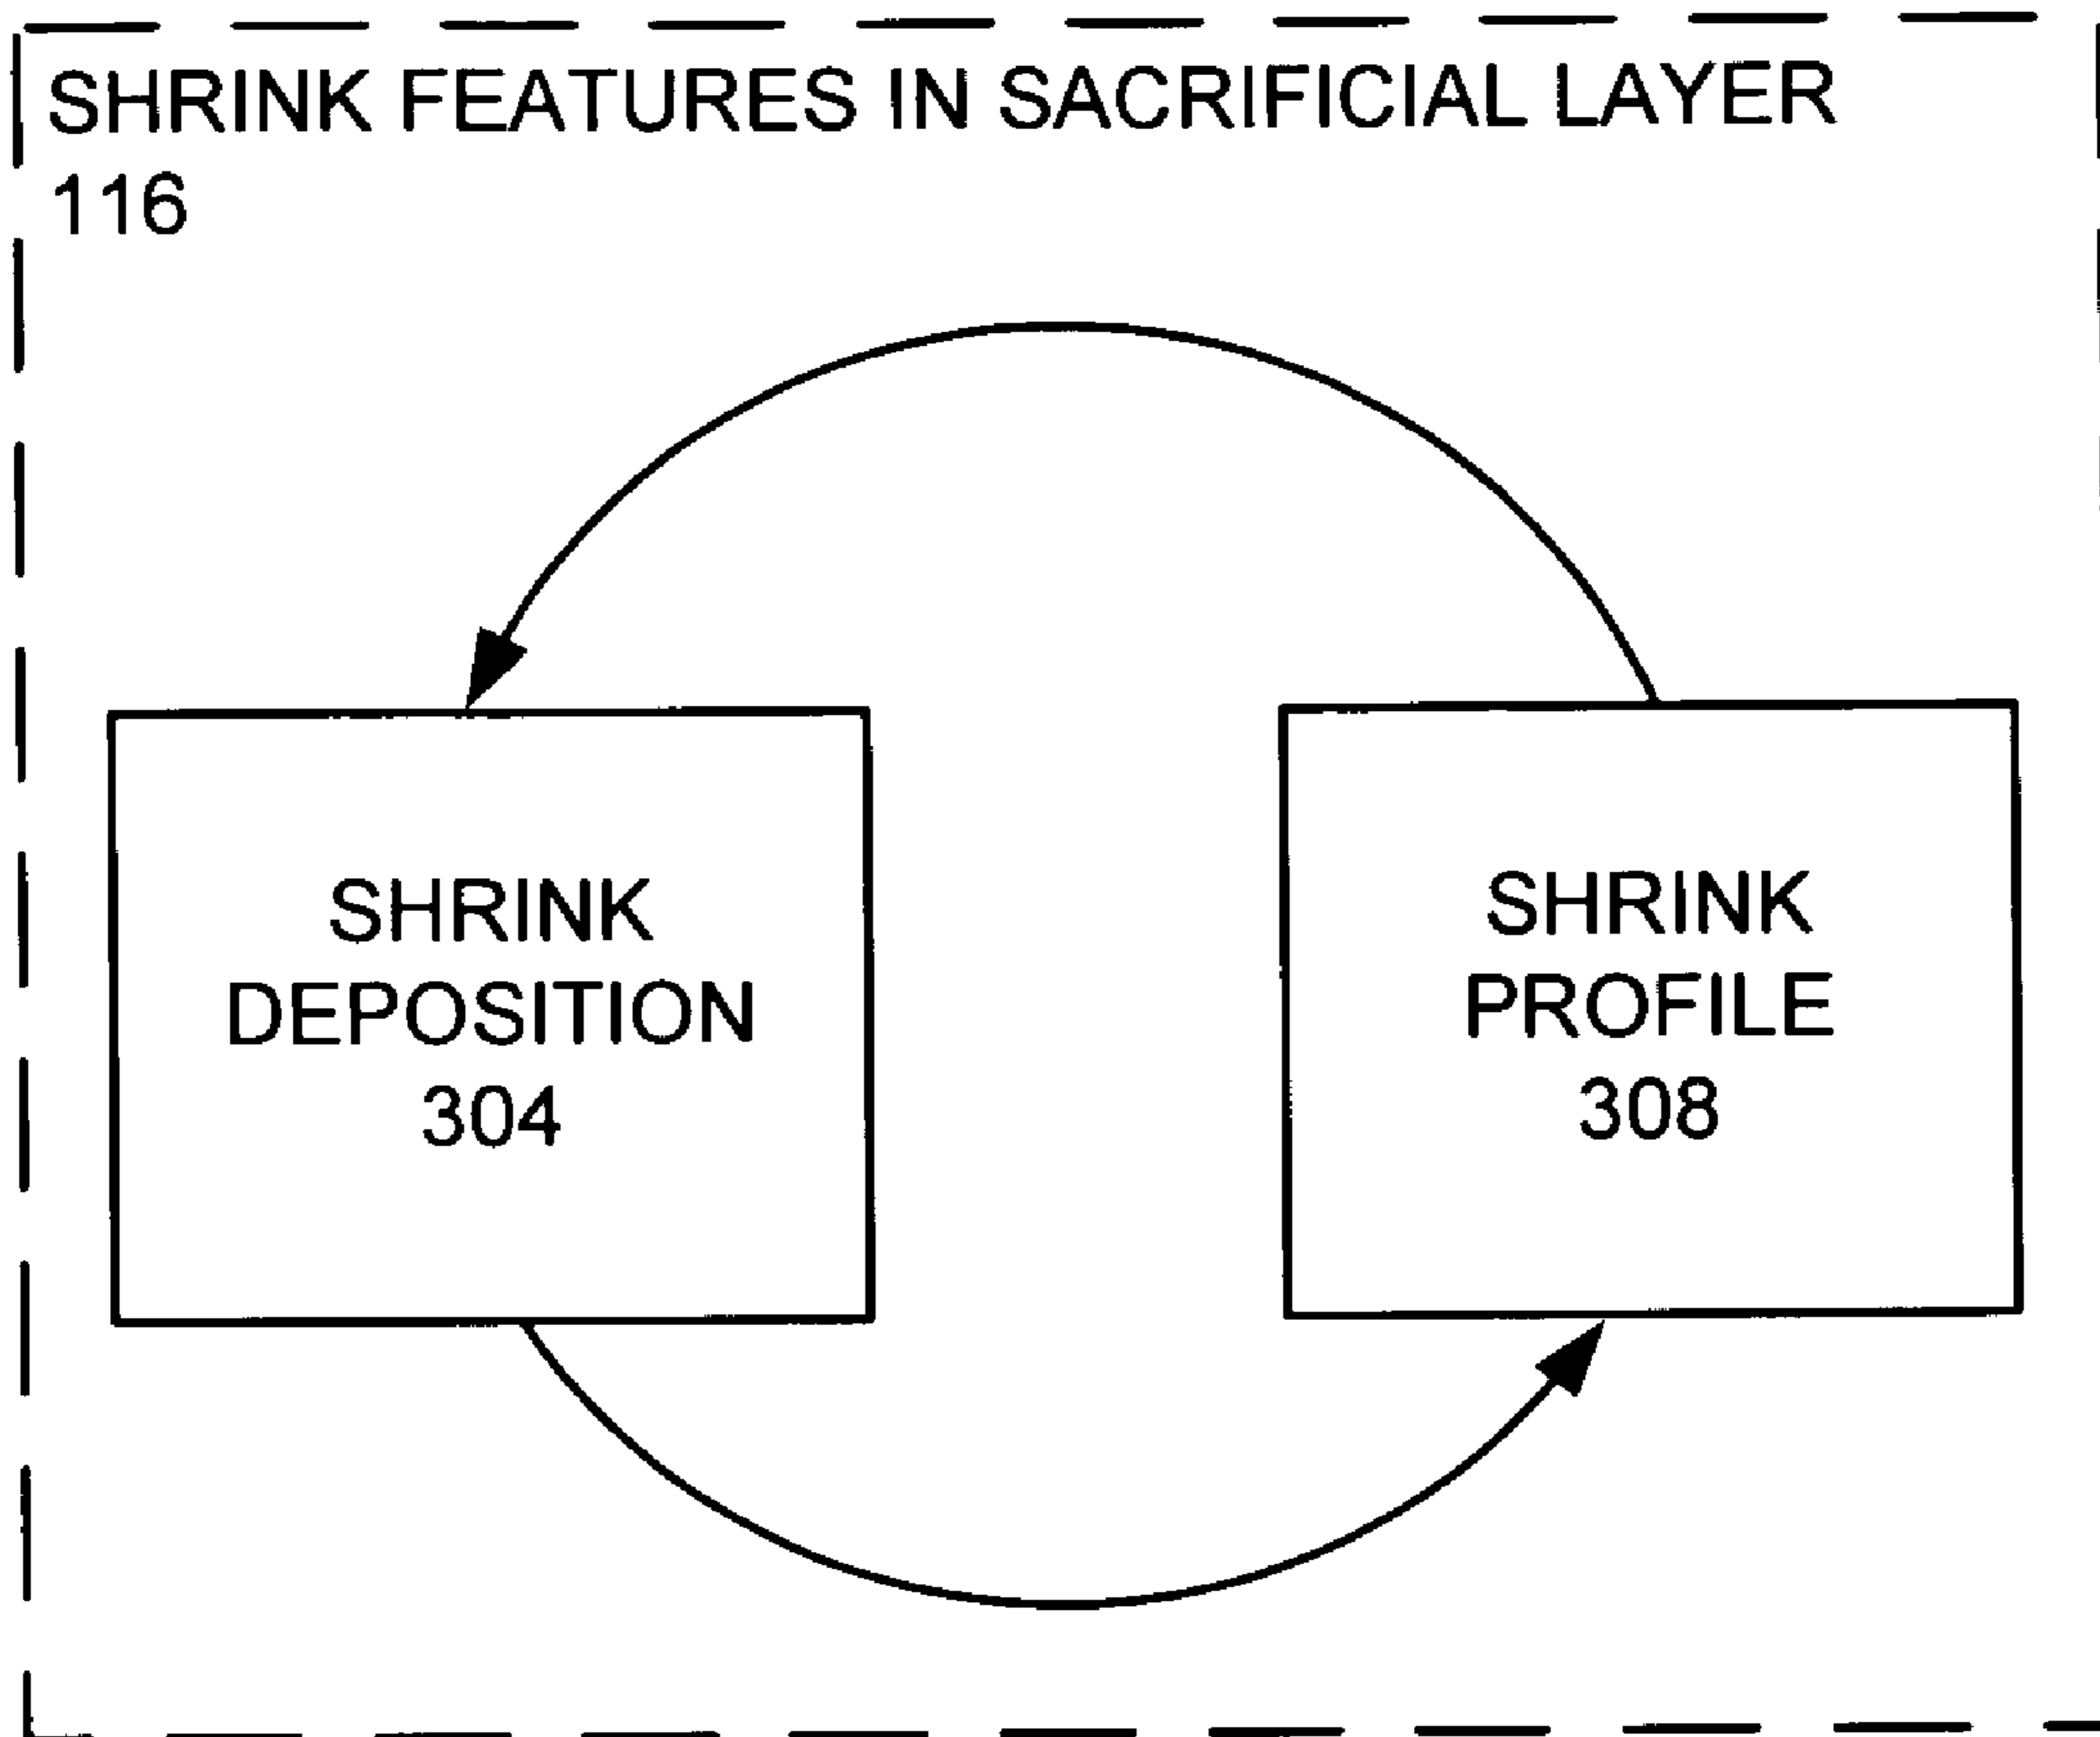 SHRINK FEATURES IN SACRIFICIAL LAYER
116
SHRINK
DEPOSITION
304
SHRINK
PROFILE
308